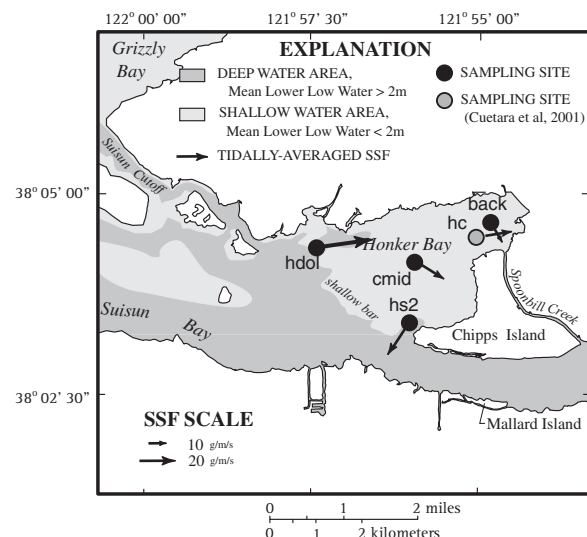 122° 00' 00"
121° 57' 30"
121° 55' 00"
Grizzly
Bay
EXPLANATION
DEEP WATER AREA,
Mean Lower Low Water > 2m
SHALLOW WATER AREA,
Mean Lower Low Water < 2m
TIDALLY-AVERAGED SSF
SAMPLING SITE
SAMPLING SITE
(Cuetara et al, 2001)
Suisun Cutoff
38° 05' 00"
back
hc
Honker Bay
hdol
cmid
shallow bar
hs2
Spoonbill Creek
Suisun
Bay
Chipps Island
38° 02' 30"
Mallard Island
SSF SCALE
10 g/m/s
20 g/m/s
0 1 2 miles
0 1 2 kilometers